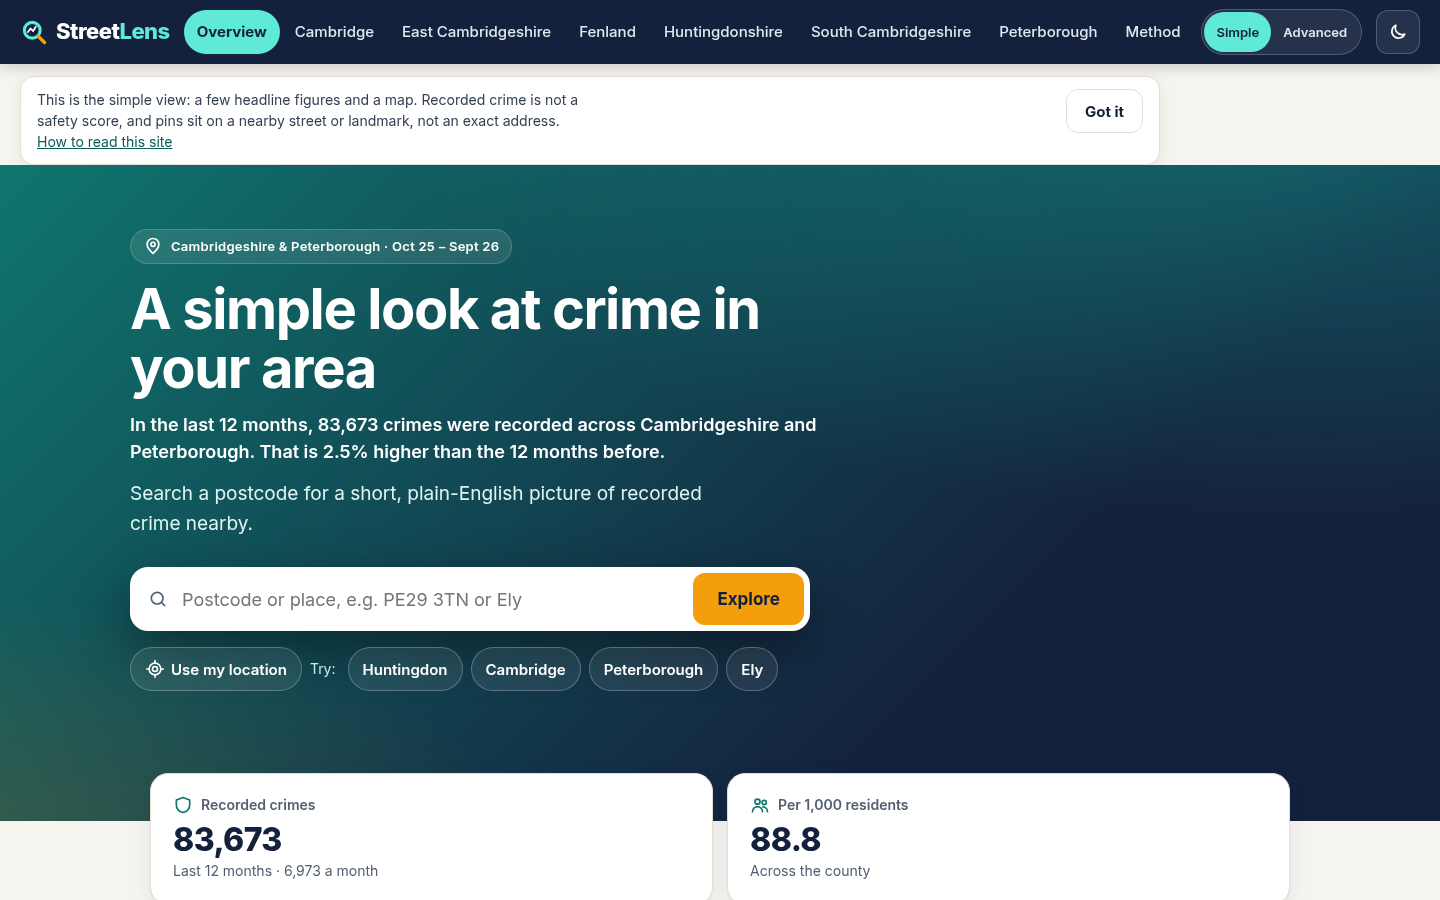 StreetLens
Overview
Cambridge
East Cambridgeshire
Fenland
Huntingdonshire
South Cambridgeshire
Peterborough
Method
Simple
Advanced
This is the simple view: a few headline figures and a map. Recorded crime is not a
safety score, and pins sit on a nearby street or landmark, not an exact address.
How to read this site
Got it
Cambridgeshire & Peterborough · Oct 25 – Sept 26
A simple look at crime in
your area
In the last 12 months, 83,673 crimes were recorded across Cambridgeshire and
Peterborough. That is 2.5% higher than the 12 months before.
Search a postcode for a short, plain-English picture of recorded
crime nearby.
Postcode or place, e.g. PE29 3TN or Ely
Explore
Use my location
Try:
Huntingdon
Cambridge
Peterborough
Ely
Recorded crimes
83,673
Last 12 months · 6,973 a month
Per 1,000 residents
88.8
Across the county